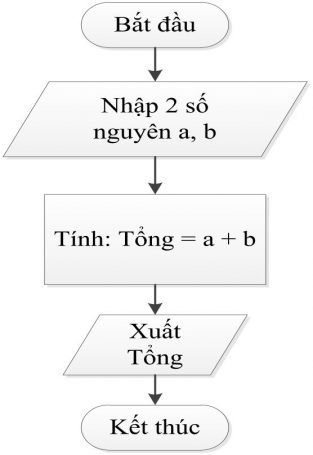 Bắt đầu
Nhập 2 số
nguyên a, b
Tính: Tổng = a + b
Xuất
Tổng
Kết thúc